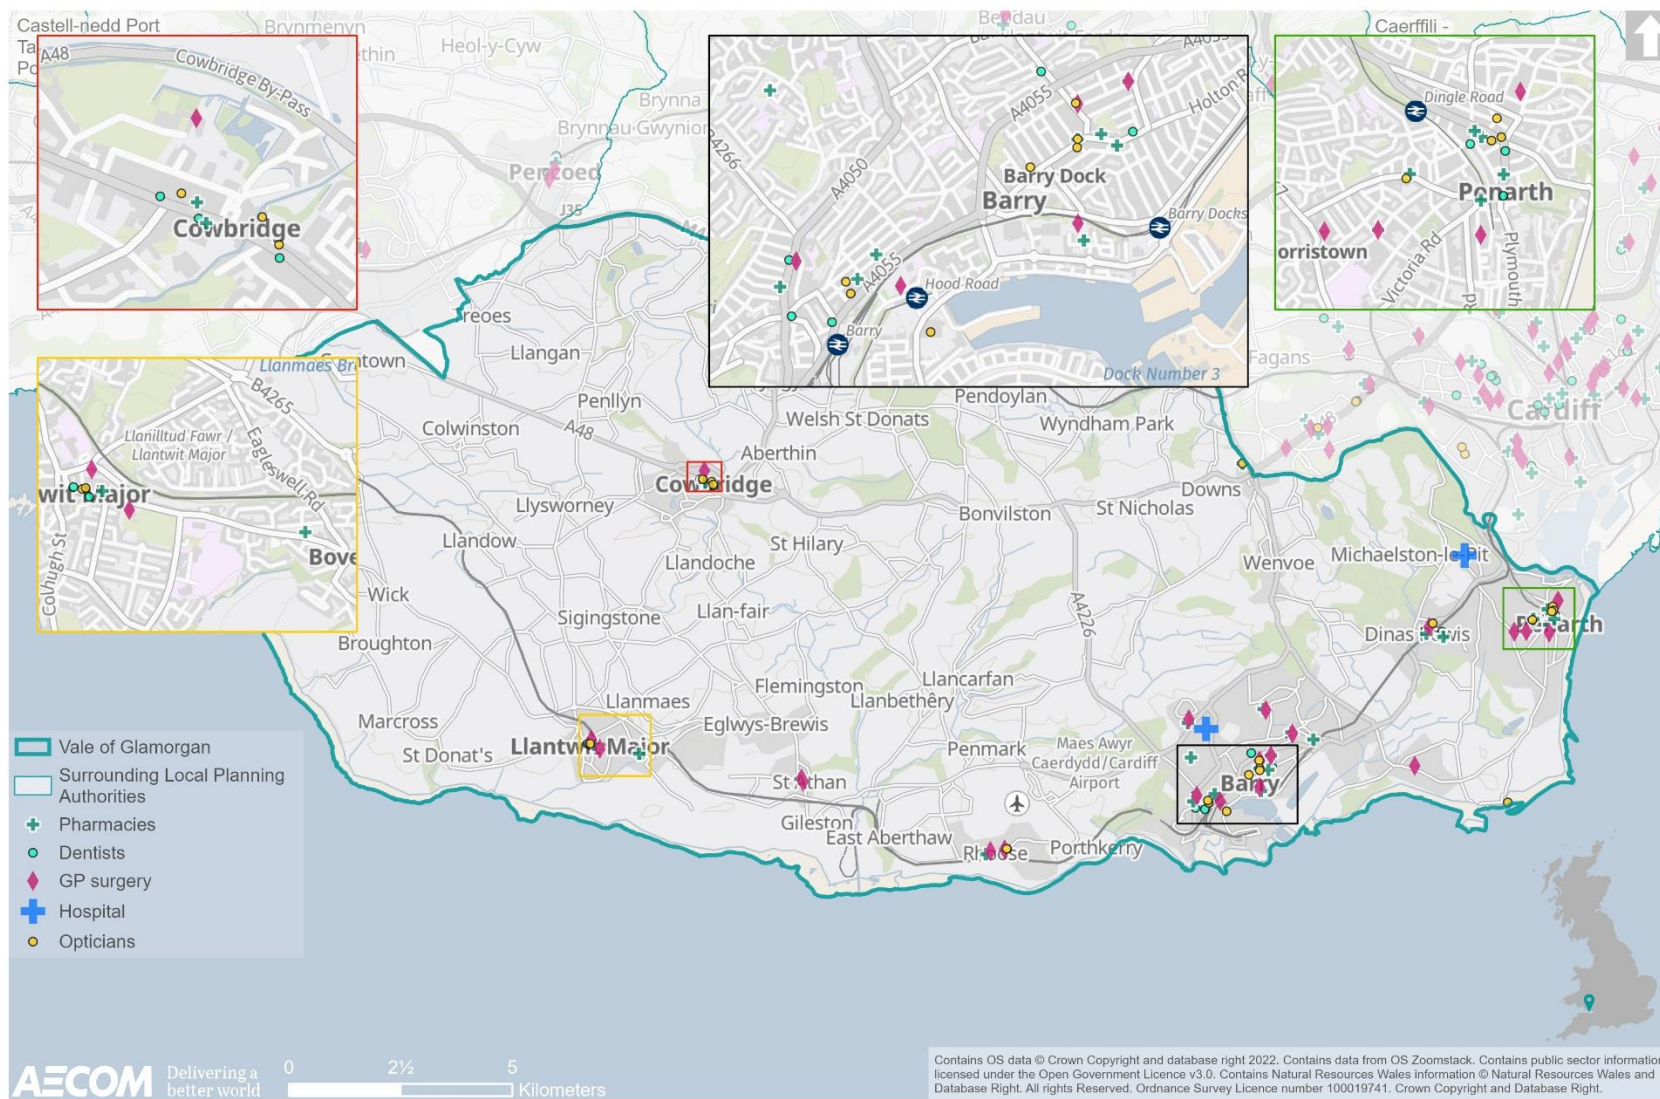 Castell-nedd Port
Brynmenyn
Heol-y-Cyw
Caerffili -
A48
Cowbridge By-Pass
Cowbridge
Brynna
Brynnau Gwynion
Pencoed
J35
A4266
A4050
A4055
A4055
A4055
Holton R
Barry Dock
Barry
Barry Docks
Hood Road
Barry
Dock Number 3
Dingle Road
Penarth
orristown
Victoria Rd
Plymouth
Fagans
Cardiff
Llangan
Penllyn
Colwinston
A48
Welsh St Donats
Pendoylan
Wyndham Park
Aberthin
Cowbridge
Llysworney
Bonvilston
St Nicholas
Downs
Llandow
St Hilary
Llandoche
Wenvoe
Michaelston-le-Pit
B4265
Llanilltud Fawr /
Llantwit Major
Eagleswell Rd
wit Major
Colhugh St
Bove
Wick
Sigingstone
Llan-fair
A4226
Broughton
Dinas Powis
Penarth
Llanmaes
Flemingston
Llancarfan
Llanbethêry
Marcross
Eglwys-Brewis
St Donat's
Llantwit Major
Penmark
Maes Awyr
Caerdydd/Cardiff
Airport
St Athan
Barry
Gileston
East Aberthaw
Rhoose
Porthkerry
Vale of Glamorgan
Surrounding Local Planning
Authorities
Pharmacies
Dentists
GP surgery
Hospital
Opticians
AECOM
Delivering a
better world
0 2½ 5
Kilometers
Contains OS data © Crown Copyright and database right 2022. Contains data from OS Zoomstack. Contains public sector information
licensed under the Open Government Licence v3.0. Contains Natural Resources Wales information © Natural Resources Wales and
Database Right. All rights Reserved. Ordnance Survey Licence number 100019741. Crown Copyright and Database Right.